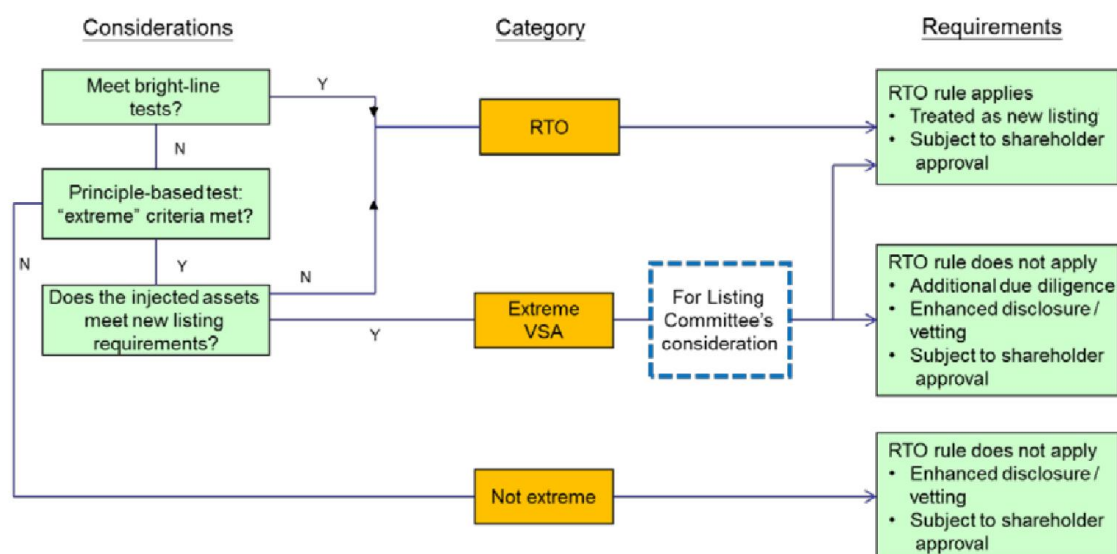 Considerations
Category
Requirements
Meet bright-line
tests?
Y
N
Principle-based test:
“extreme” criteria met?
N
Y
N
Does the injected assets
meet new listing
requirements?
Y
RTO
Extreme
VSA
For Listing
Committee’s
consideration
Not extreme
RTO rule applies
• Treated as new listing
• Subject to shareholder
approval
RTO rule does not apply
• Additional due diligence
• Enhanced disclosure /
vetting
• Subject to shareholder
approval
RTO rule does not apply
• Enhanced disclosure /
vetting
• Subject to shareholder
approval